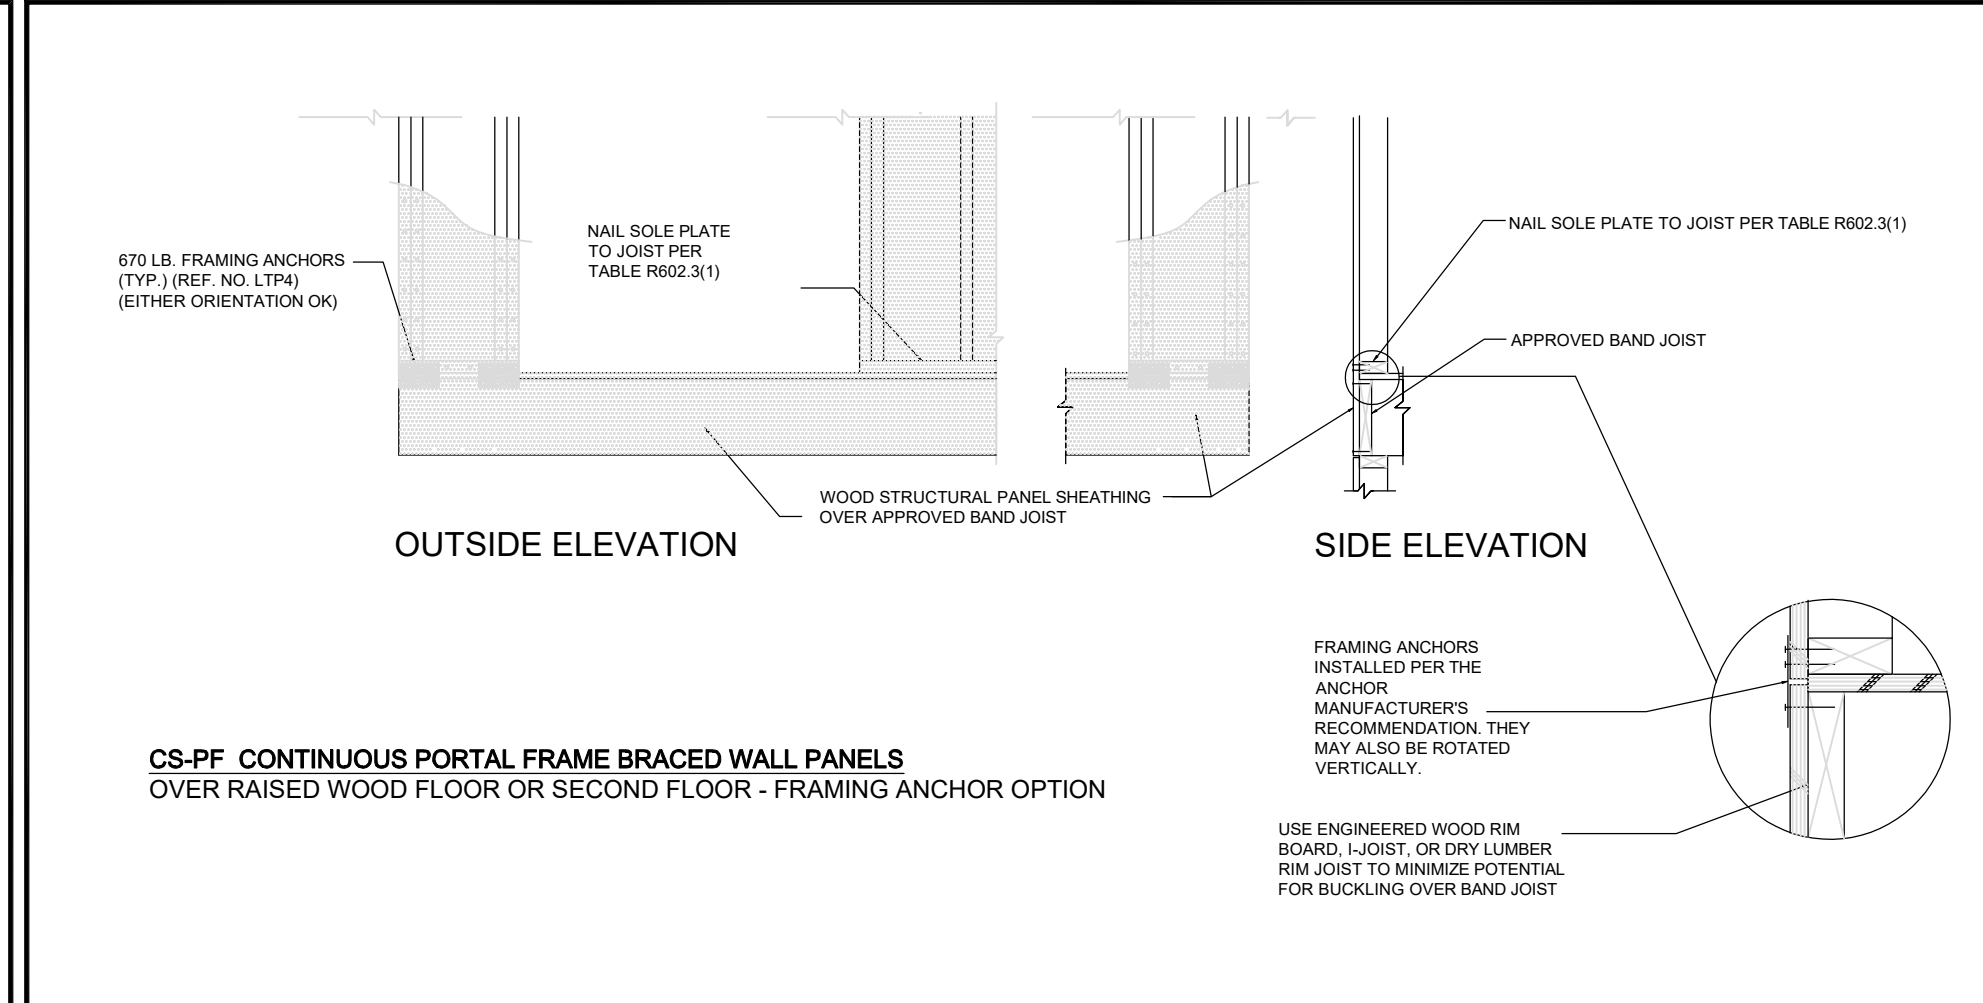 670 LB. FRAMING ANCHORS
(TYP.) (REF. NO. LTP4)
(EITHER ORIENTATION OK)
NAIL SOLE PLATE
TO JOIST PER
TABLE R602.3(1)
NAIL SOLE PLATE TO JOIST PER TABLE R602.3(1)
APPROVED BAND JOIST
WOOD STRUCTURAL PANEL SHEATHING
OVER APPROVED BAND JOIST
OUTSIDE ELEVATION
SIDE ELEVATION
FRAMING ANCHORS
INSTALLED PER THE
ANCHOR
MANUFACTURER'S
RECOMMENDATION. THEY
MAY ALSO BE ROTATED
VERTICALLY.
CS-PF CONTINUOUS PORTAL FRAME BRACED WALL PANELS
OVER RAISED WOOD FLOOR OR SECOND FLOOR - FRAMING ANCHOR OPTION
USE ENGINEERED WOOD RIM
BOARD, I-JOIST, OR DRY LUMBER
RIM JOIST TO MINIMIZE POTENTIAL
FOR BUCKLING OVER BAND JOIST